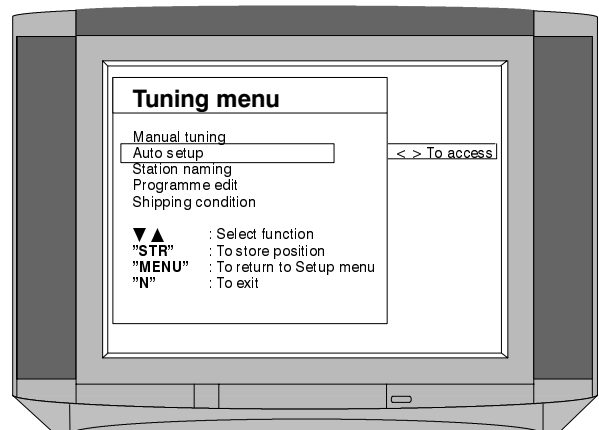 Tuning menu
Manual tuning
Auto setup
< > To access
Station naming
Programme edit
Shipping condition
▼ ▲ : Select function
"STR" : To store position
"MENU" : To return to Setup menu
"N" : To exit